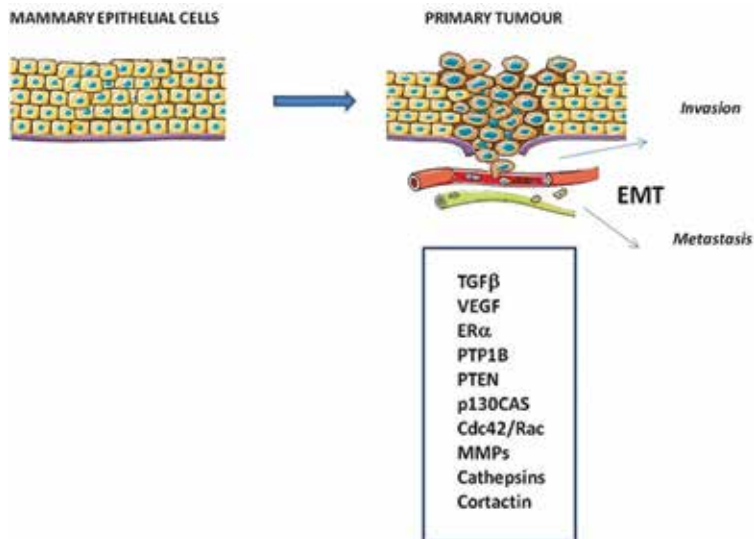 MAMMARY EPITHELIAL CELLS
PRIMARY TUMOUR
Invasion
EMT
Metastasis
TGFβ
VEGF
ERα
PTP1B
PTEN
p130CAS
Cdc42/Rac
MMPs
Cathepsins
Cortactin